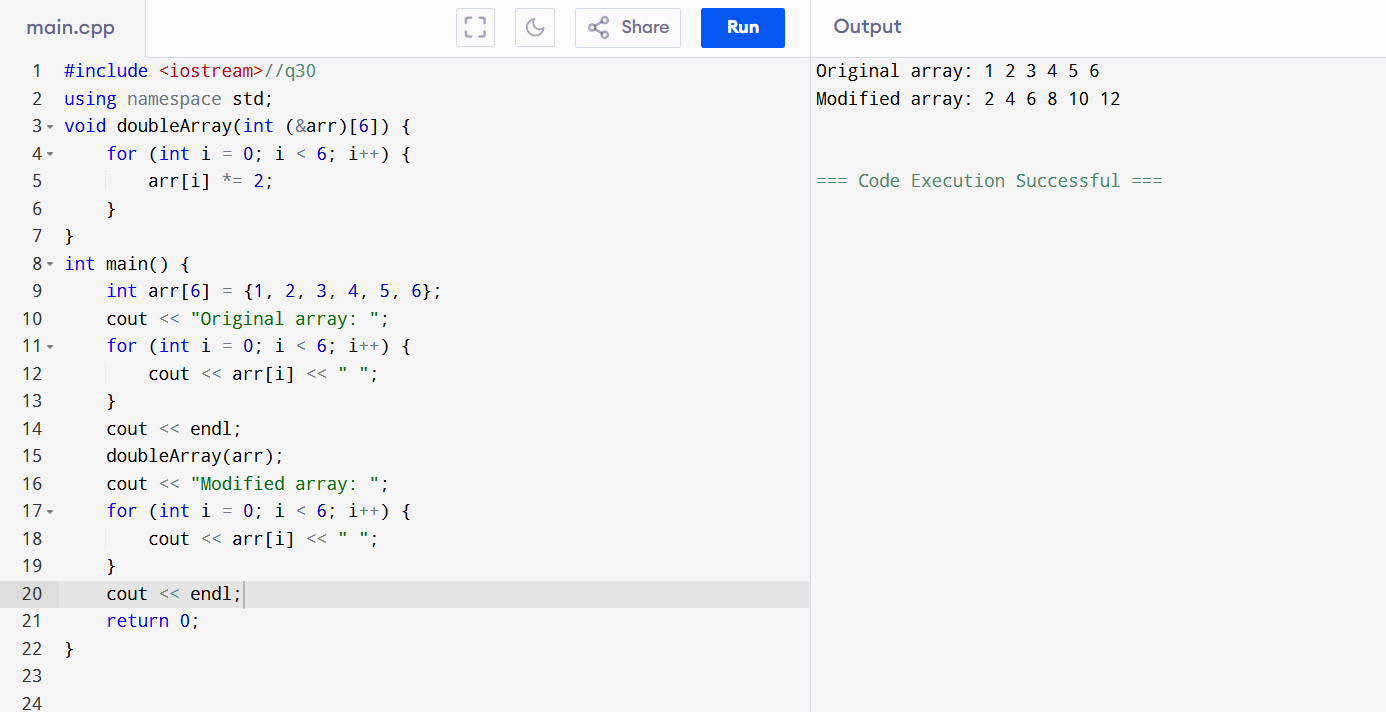 main.cpp
Share
Run
Output
1 #include <iostream>//q30
2 using namespace std;
3 void doubleArray(int (&arr)[6]) {
4     for (int i = 0; i < 6; i++) {
5         arr[i] *= 2;
6     }
7 }
8 int main() {
9     int arr[6] = {1, 2, 3, 4, 5, 6};
10     cout << "Original array: ";
11     for (int i = 0; i < 6; i++) {
12         cout << arr[i] << " ";
13     }
14     cout << endl;
15     doubleArray(arr);
16     cout << "Modified array: ";
17     for (int i = 0; i < 6; i++) {
18         cout << arr[i] << " ";
19     }
20     cout << endl;
21     return 0;
22 }
23
24
Original array: 1 2 3 4 5 6
Modified array: 2 4 6 8 10 12
=== Code Execution Successful ===